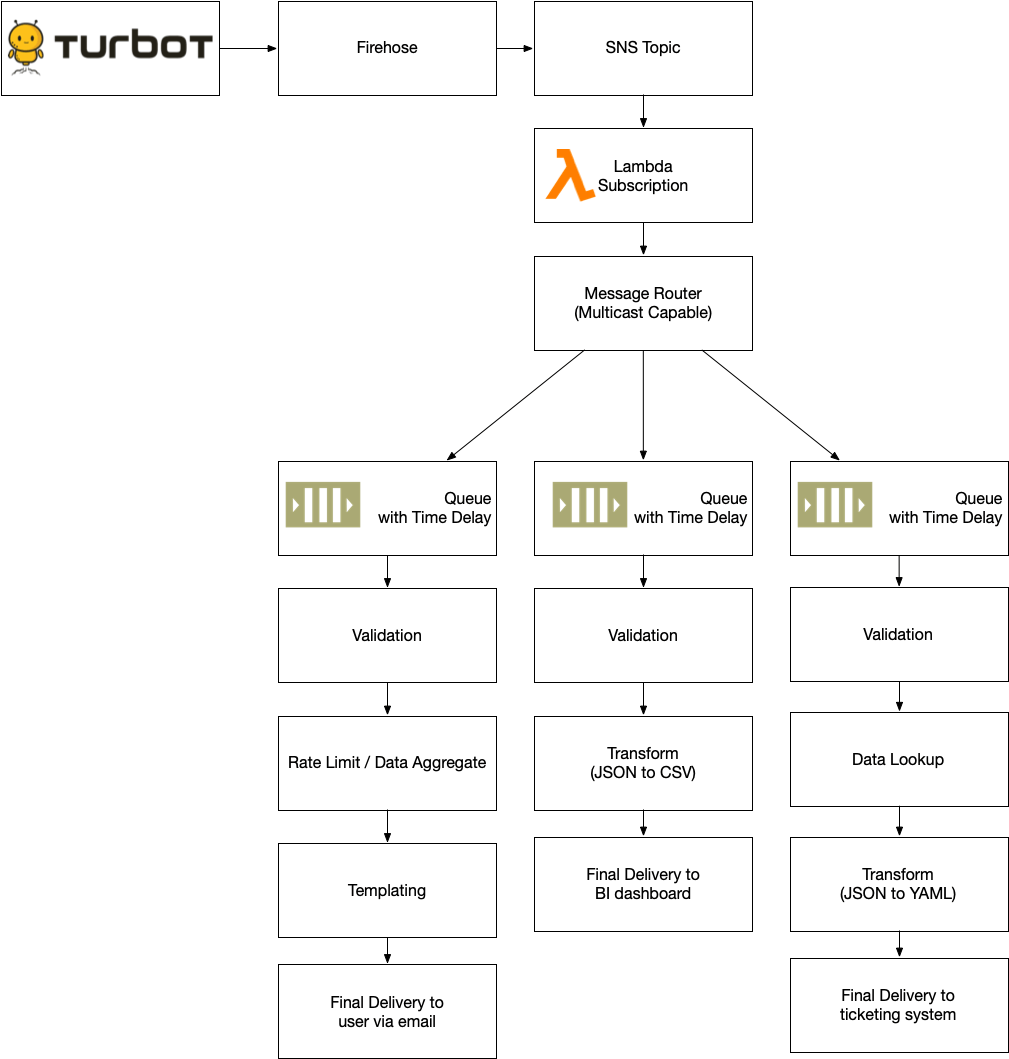 TURBOT
Firehose
SNS Topic
Lambda
Subscription
Message Router
(Multicast Capable)
Queue
with Time Delay
Queue
with Time Delay
Queue
with Time Delay
Validation
Validation
Validation
Rate Limit / Data Aggregate
Transform
(JSON to CSV)
Data Lookup
Templating
Final Delivery to
BI dashboard
Transform
(JSON to YAML)
Final Delivery to
user via email
Final Delivery to
ticketing system